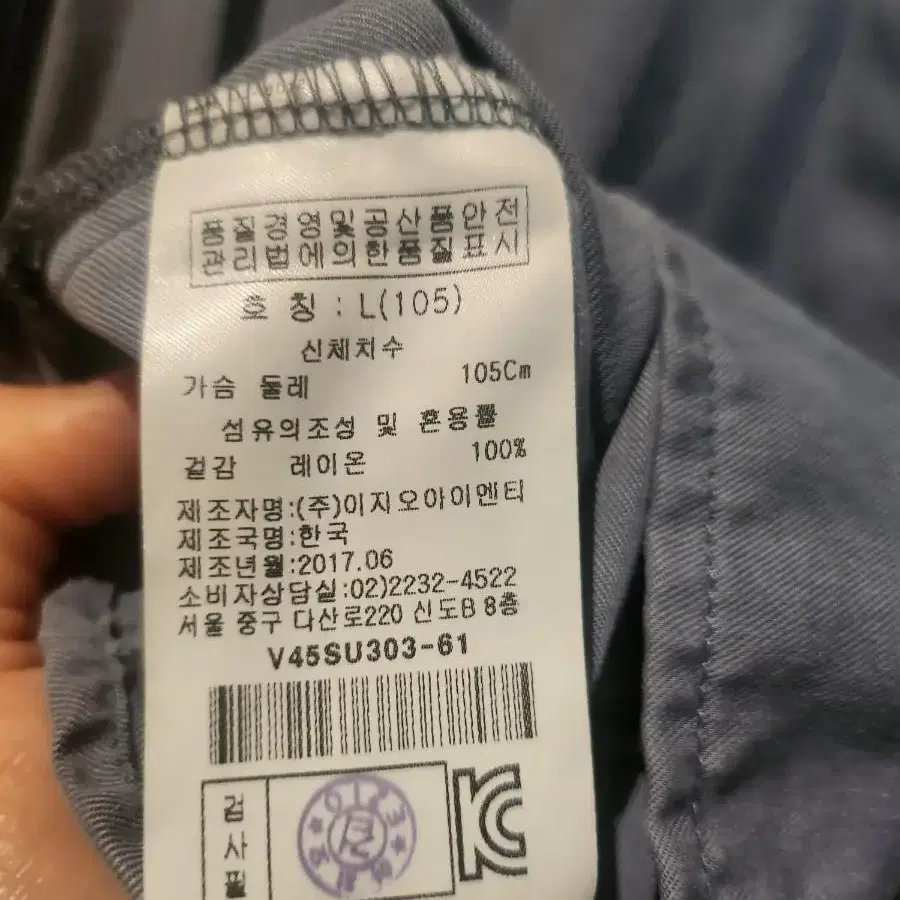 품질경영및공산품안전
관리법에의한품질표시
호 칭 : L(105)
신체치수
가슴 둘레 105Cm
섬유의조성 및 혼용률
겉감 레이온 100%
제조자명:(주)이지오아이엔티
제조국명:한국
제조년월:2017.06
소비자상담실:02)2232-4522
서울 중구 다산로220 신도B 8층
V45SU303-61
검
사
필
KC